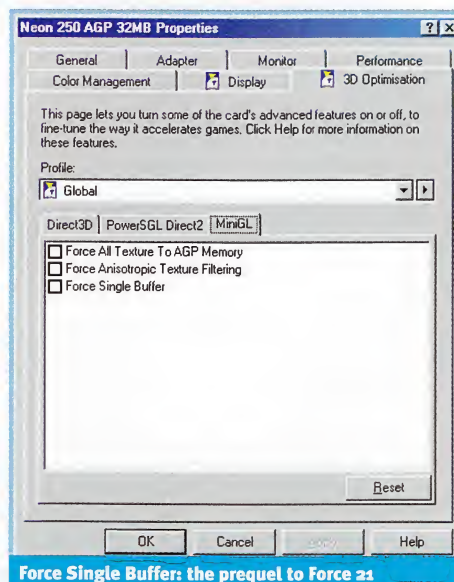 Neon 250 AGP 32MB Properties
General Adapter Monitor Performance
Color Management Display 3D Optimisation
This page lets you turn some of the card's advanced features on or off, to
fine-tune the way it accelerates games. Click Help for more information on
these features.
Profile:
Global
Direct3D PowerSGL Direct2 MiniGL
Force All Texture To AGP Memory
Force Anisotropic Texture Filtering
Force Single Buffer
Reset
OK Cancel Apply Help
Force Single Buffer: the prequel to Force 21